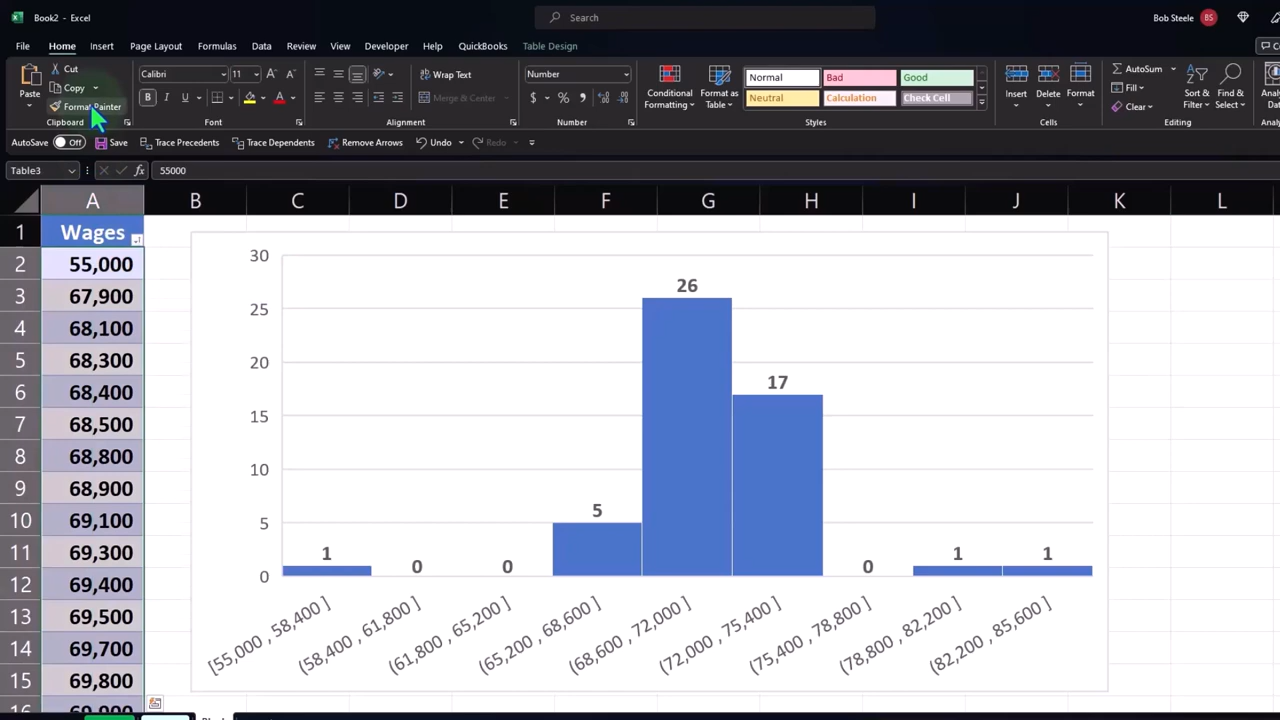 Book2 - Excel
Search
Bob Steele BS
File Home Insert Page Layout Formulas Data Review View Developer Help QuickBooks Table Design
Paste
Cut
Copy
Format Painter
Clipboard
Calibri 11
B I U
Font
Wrap Text
Merge & Center
Alignment
Number
$ % ,
Number
Conditional Formatting
Format as Table
Normal Bad Good
Neutral Calculation Check Cell
Styles
Insert Delete Format
Cells
AutoSum
Fill
Clear
Sort & Filter
Find & Select
Editing
AutoSave Off Save Trace Precedents Trace Dependents Remove Arrows Undo Redo
Table3 fx 55000
A B C D E F G H I J K L
1 Wages
2 55,000
3 67,900
4 68,100
5 68,300
6 68,400
7 68,500
8 68,800
9 68,900
10 69,100
11 69,300
12 69,400
13 69,500
14 69,700
15 69,800
30
25
20
15
10
5
0
1 0 0 5 26 17 0 1 1
[55,000 , 58,400 ]
(58,400 , 61,800 ]
(61,800 , 65,200 ]
(65,200 , 68,600 ]
(68,600 , 72,000 ]
(72,000 , 75,400 ]
(75,400 , 78,800 ]
(78,800 , 82,200 ]
(82,200 , 85,600 ]